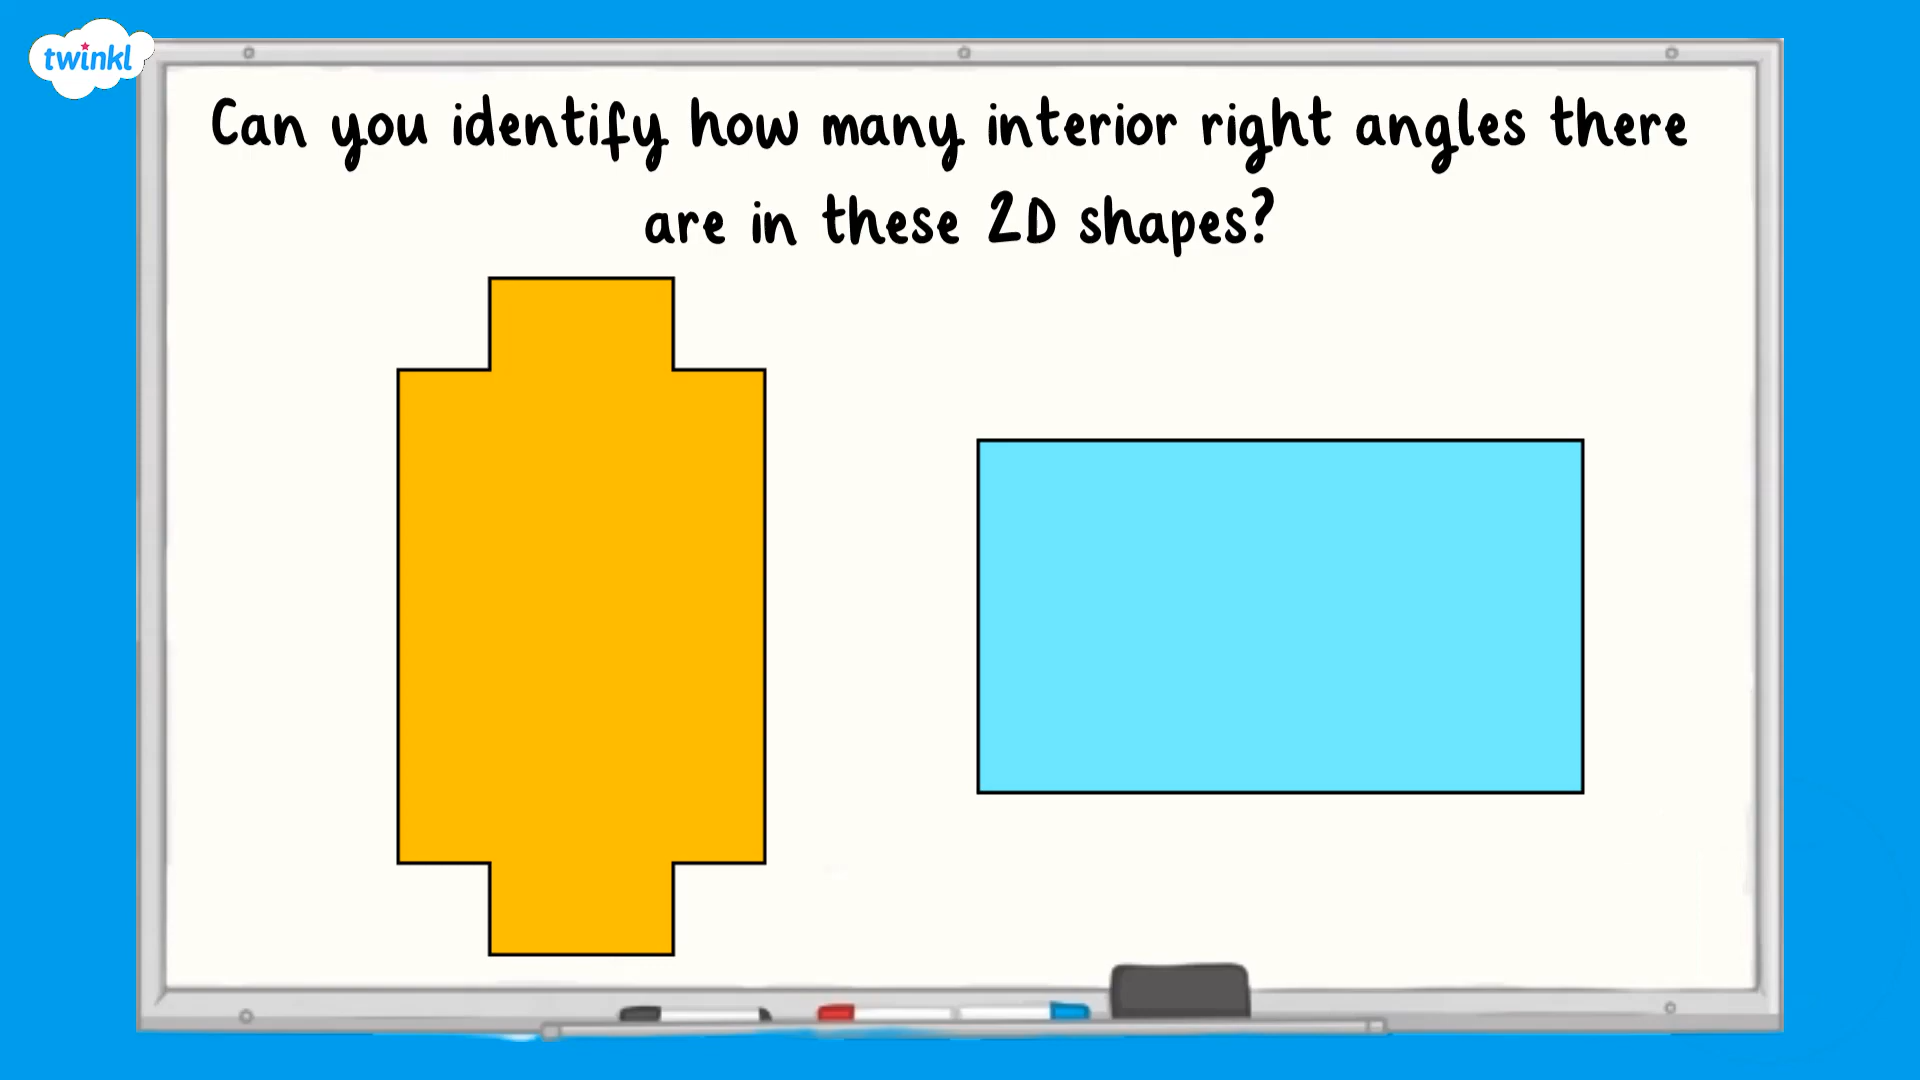 twinkl
Can you identify how many interior right angles there
are in these 2D shapes?